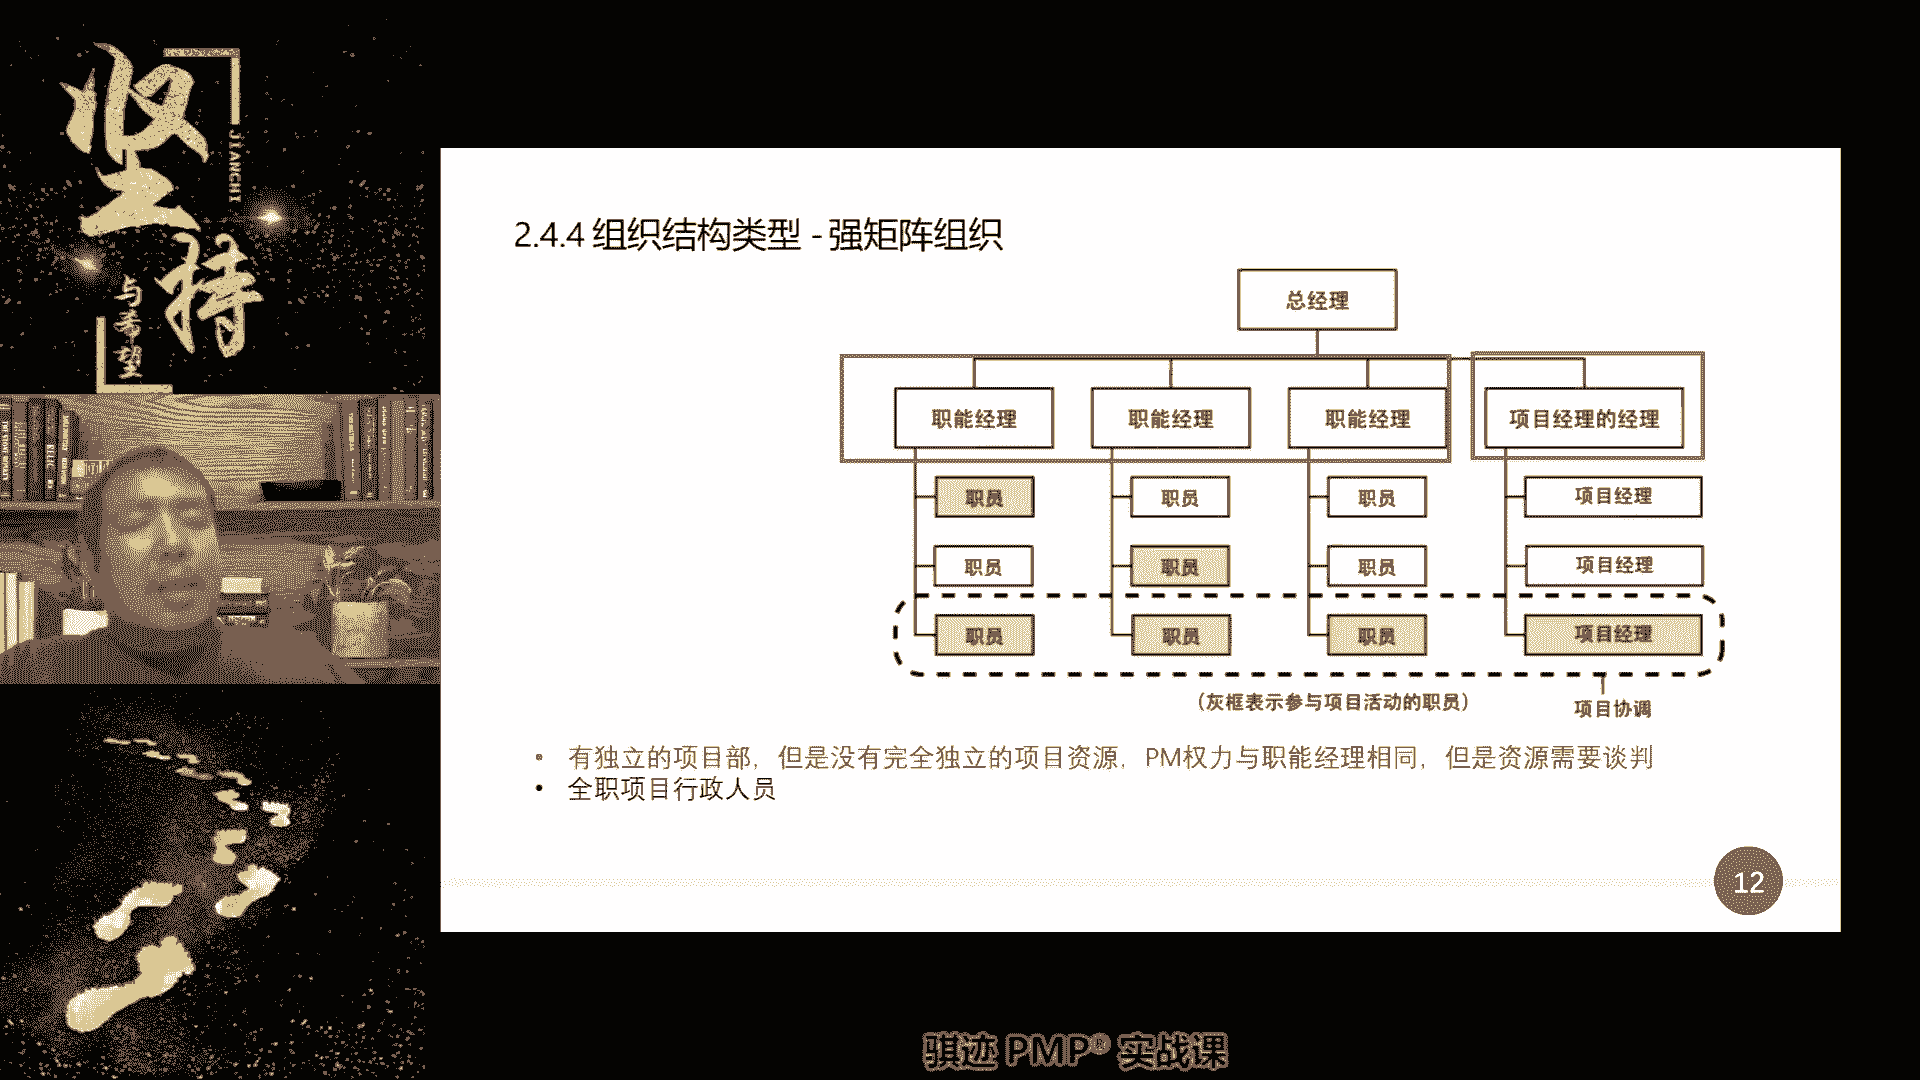 坚持
JIANCHI
与希望
2.4.4 组织结构类型 - 强矩阵组织
总经理
职能经理 职能经理 职能经理 项目经理的经理
职员 职员 职员 项目经理
职员 职员 职员 项目经理
职员 职员 职员 项目经理
(灰框表示参与项目活动的职员)
项目协调
• 有独立的项目部，但是没有完全独立的项目资源，PM权力与职能经理相同，但是资源需要谈判
• 全职项目行政人员
12
骐迹 PMP® 实战课